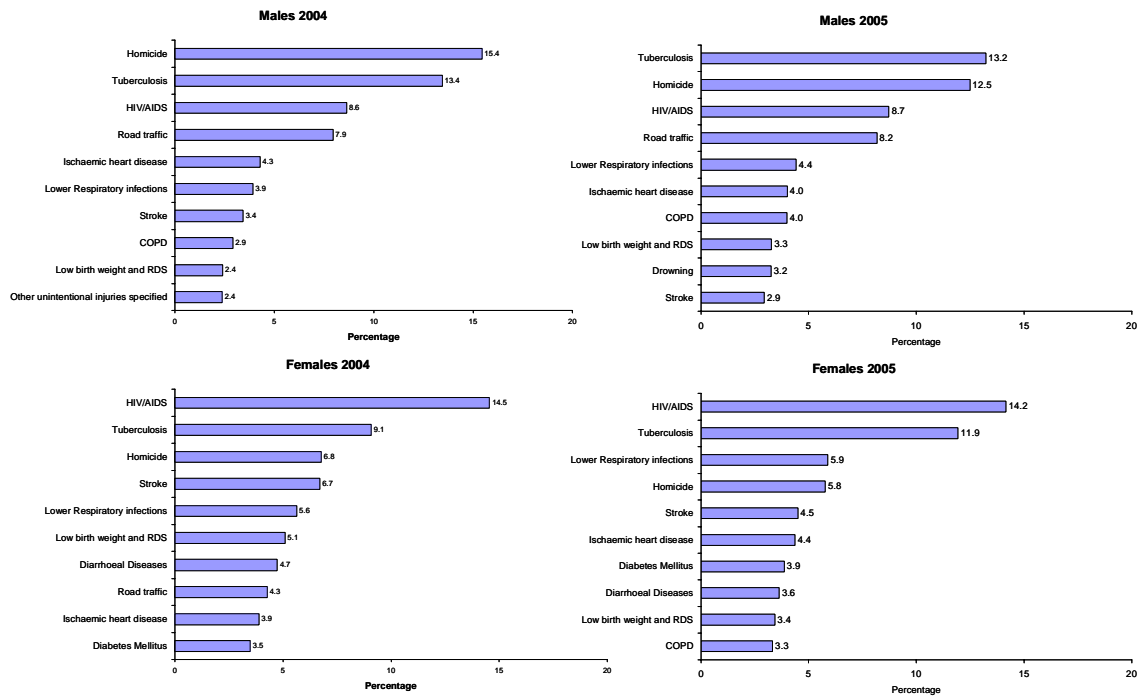 Males 2004
Homicide 15.4
Tuberculosis 13.4
HIV/AIDS 8.6
Road traffic 7.9
Ischaemic heart disease 4.3
Lower Respiratory infections 3.9
Stroke 3.4
COPD 2.9
Low birth weight and RDS 2.4
Other unintentional injuries specified 2.4
0 5 10 15 20
Percentage
Males 2005
Tuberculosis 13.2
Homicide 12.5
HIV/AIDS 8.7
Road traffic 8.2
Lower Respiratory infections 4.4
Ischaemic heart disease 4.0
COPD 4.0
Low birth weight and RDS 3.3
Drowning 3.2
Stroke 2.9
0 5 10 15 20
Percentage
Females 2004
HIV/AIDS 14.5
Tuberculosis 9.1
Homicide 6.8
Stroke 6.7
Lower Respiratory infections 5.6
Low birth weight and RDS 5.1
Diarrhoeal Diseases 4.7
Road traffic 4.3
Ischaemic heart disease 3.9
Diabetes Mellitus 3.5
0 5 10 15 20
Percentage
Females 2005
HIV/AIDS 14.2
Tuberculosis 11.9
Lower Respiratory infections 5.9
Homicide 5.8
Stroke 4.5
Ischaemic heart disease 4.4
Diabetes Mellitus 3.9
Diarrhoeal Diseases 3.6
Low birth weight and RDS 3.4
COPD 3.3
0 5 10 15 20
Percentage